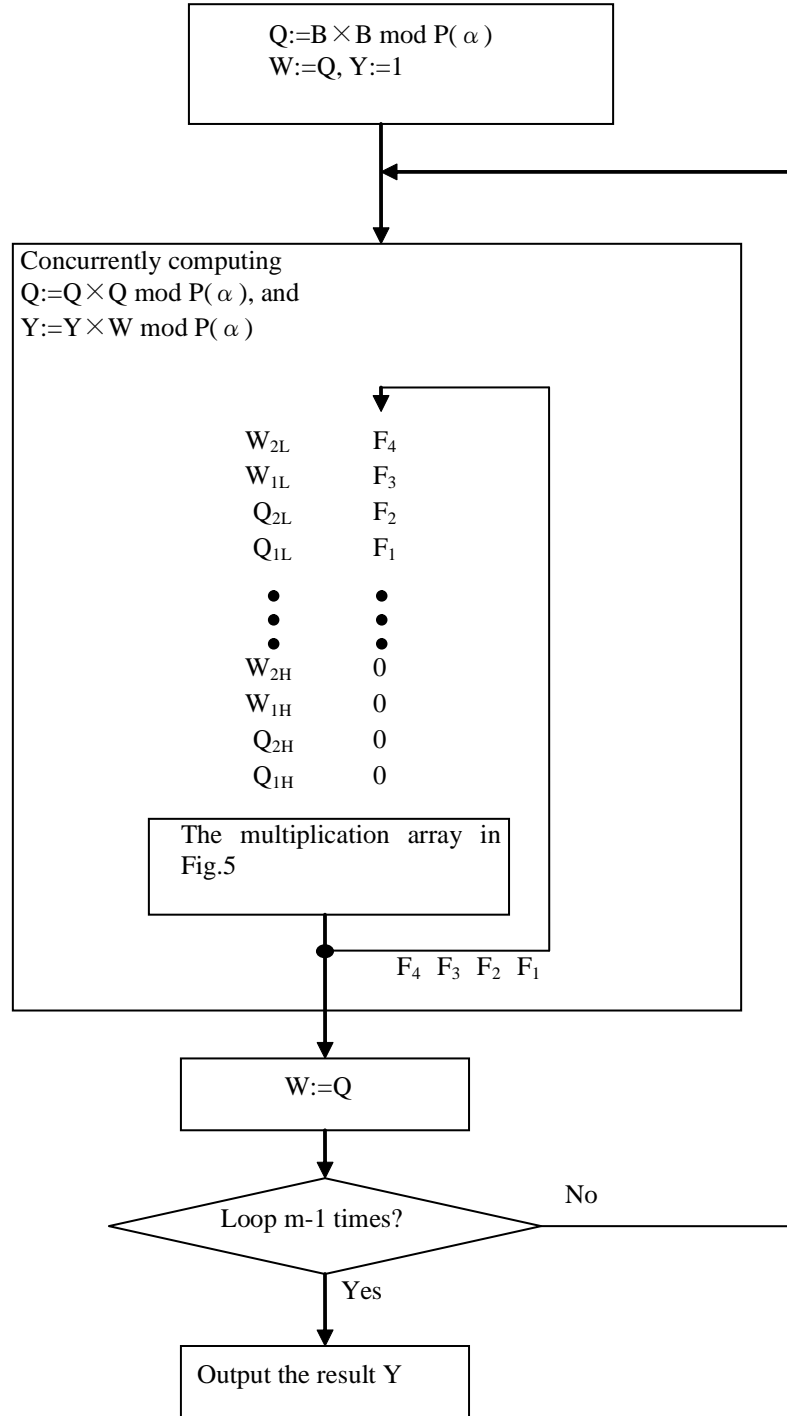 Q:=B×B mod P(α)
W:=Q, Y:=1
Concurrently computing
Q:=Q×Q mod P(α), and
Y:=Y×W mod P(α)
W2L F4
W1L F3
Q2L F2
Q1L F1
W2H 0
W1H 0
Q2H 0
Q1H 0
The multiplication array in
Fig.5
F4 F3 F2 F1
W:=Q
Loop m-1 times?
No
Yes
Output the result Y